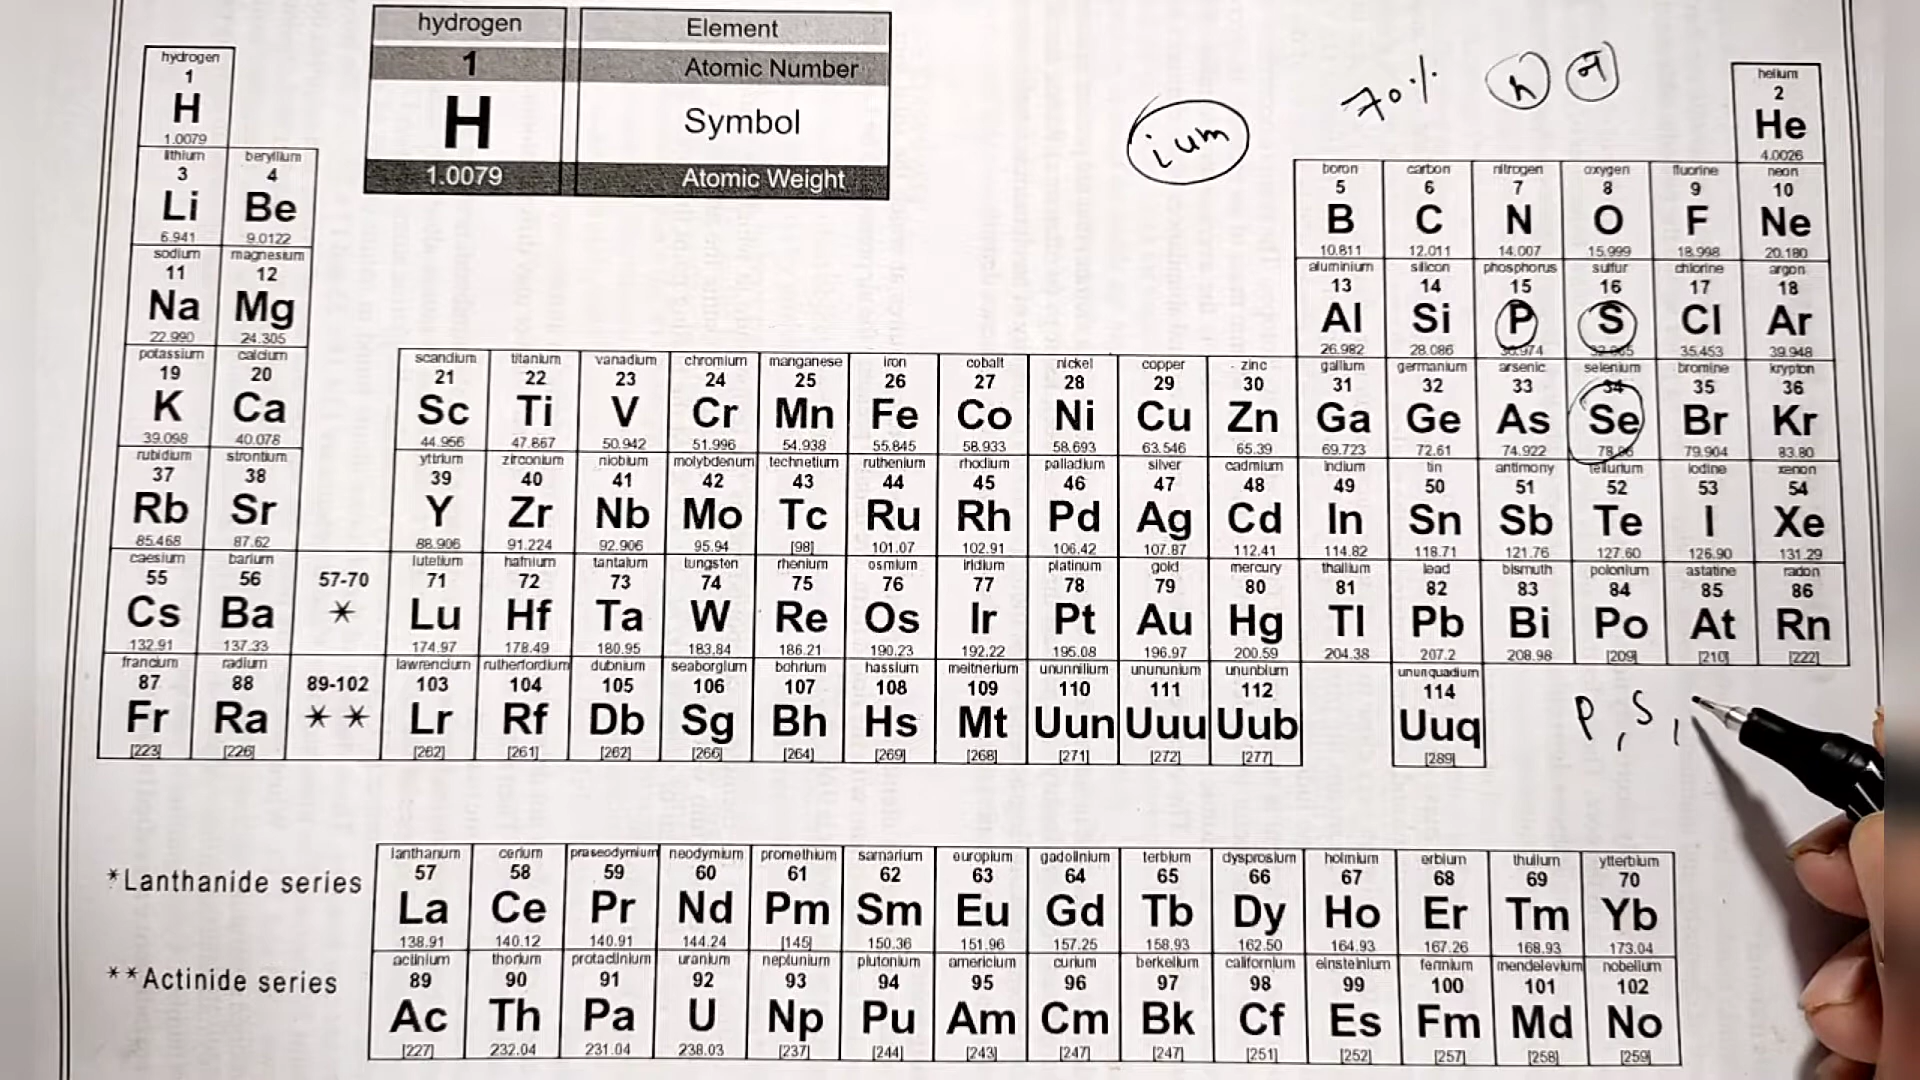 hydrogen Element
1 Atomic Number
H Symbol
1.0079 Atomic Weight
ium 70% h न
hydrogen helium
1 2
H He
1.0079 4.0026
lithium beryllium boron carbon nitrogen oxygen fluorine neon
3 4 5 6 7 8 9 10
Li Be B C N O F Ne
6.941 9.0122 10.811 12.011 14.007 15.999 18.998 20.180
sodium magnesium aluminium silicon phosphorus sulfur chlorine argon
11 12 13 14 15 16 17 18
Na Mg Al Si P S Cl Ar
22.990 24.305 26.982 28.086 30.974 32.065 35.453 39.948
potassium calcium scandium titanium vanadium chromium manganese iron cobalt nickel copper zinc gallium germanium arsenic selenium bromine krypton
19 20 21 22 23 24 25 26 27 28 29 30 31 32 33 34 35 36
K Ca Sc Ti V Cr Mn Fe Co Ni Cu Zn Ga Ge As Se Br Kr
39.098 40.078 44.956 47.867 50.942 51.996 54.938 55.845 58.933 58.693 63.546 65.39 69.723 72.61 74.922 78.96 79.904 83.80
rubidium strontium yttrium zirconium niobium molybdenum technetium ruthenium rhodium palladium silver cadmium indium tin antimony tellurium iodine xenon
37 38 39 40 41 42 43 44 45 46 47 48 49 50 51 52 53 54
Rb Sr Y Zr Nb Mo Tc Ru Rh Pd Ag Cd In Sn Sb Te I Xe
85.468 87.62 88.906 91.224 92.906 95.94 [98] 101.07 102.91 106.42 107.87 112.41 114.82 118.71 121.76 127.60 126.90 131.29
caesium barium lutetium hafnium tantalum tungsten rhenium osmium iridium platinum gold mercury thallium lead bismuth polonium astatine radon
55 56 57-70 71 72 73 74 75 76 77 78 79 80 81 82 83 84 85 86
Cs Ba * Lu Hf Ta W Re Os Ir Pt Au Hg Tl Pb Bi Po At Rn
132.91 137.33 174.97 178.49 180.95 183.84 186.21 190.23 192.22 195.08 196.97 200.59 204.38 207.2 208.98 [209] [210] [222]
francium radium lawrencium rutherfordium dubnium seaborgium bohrium hassium meitnerium ununnilium unununium ununbium ununquadium
87 88 89-102 103 104 105 106 107 108 109 110 111 112 114
Fr Ra * * Lr Rf Db Sg Bh Hs Mt Uun Uuu Uub Uuq P, S,
[223] [226] [262] [261] [262] [266] [264] [269] [268] [271] [272] [277] [289]
lanthanum cerium praseodymium neodymium promethium samarium europium gadolinium terbium dysprosium holmium erbium thulium ytterbium
57 58 59 60 61 62 63 64 65 66 67 68 69 70
*Lanthanide series La Ce Pr Nd Pm Sm Eu Gd Tb Dy Ho Er Tm Yb
138.91 140.12 140.91 144.24 [145] 150.36 151.96 157.25 158.93 162.50 164.93 167.26 168.93 173.04
actinium thorium protactinium uranium neptunium plutonium americium curium berkelium californium einsteinium fermium mendelevium nobelium
89 90 91 92 93 94 95 96 97 98 99 100 101 102
**Actinide series Ac Th Pa U Np Pu Am Cm Bk Cf Es Fm Md No
[227] 232.04 231.04 238.03 [237] [244] [243] [247] [247] [251] [252] [257] [258] [259]